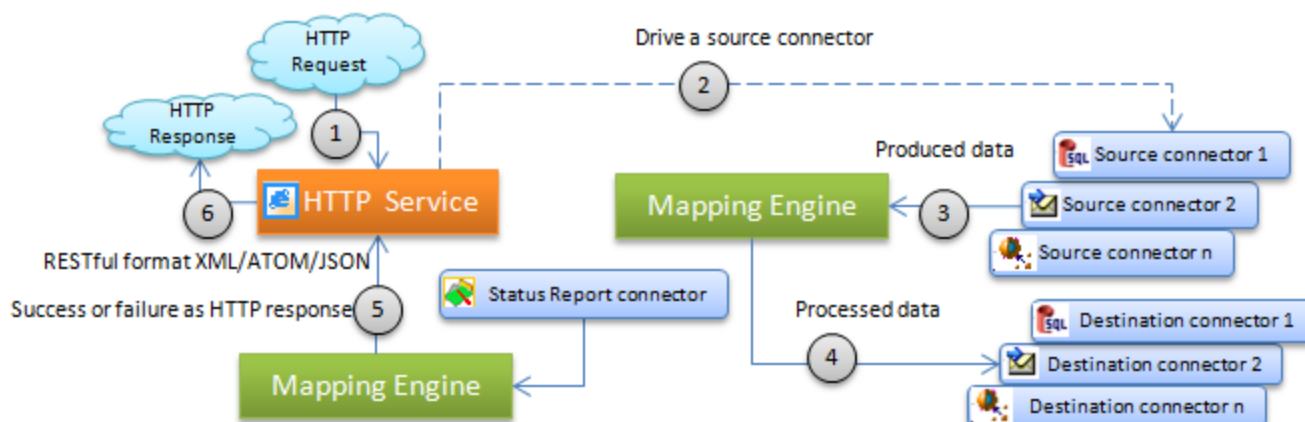 HTTP
Request
Drive a source connector
2
HTTP
Response
1
Produced data
SQL Source connector 1
HTTP Service
Mapping Engine
3
Source connector 2
6
Source connector n
RESTful format XML/ATOM/JSON
Success or failure as HTTP response
5
Status Report connector
Processed data
SQL Destination connector 1
4
Destination connector 2
Mapping Engine
Destination connector n